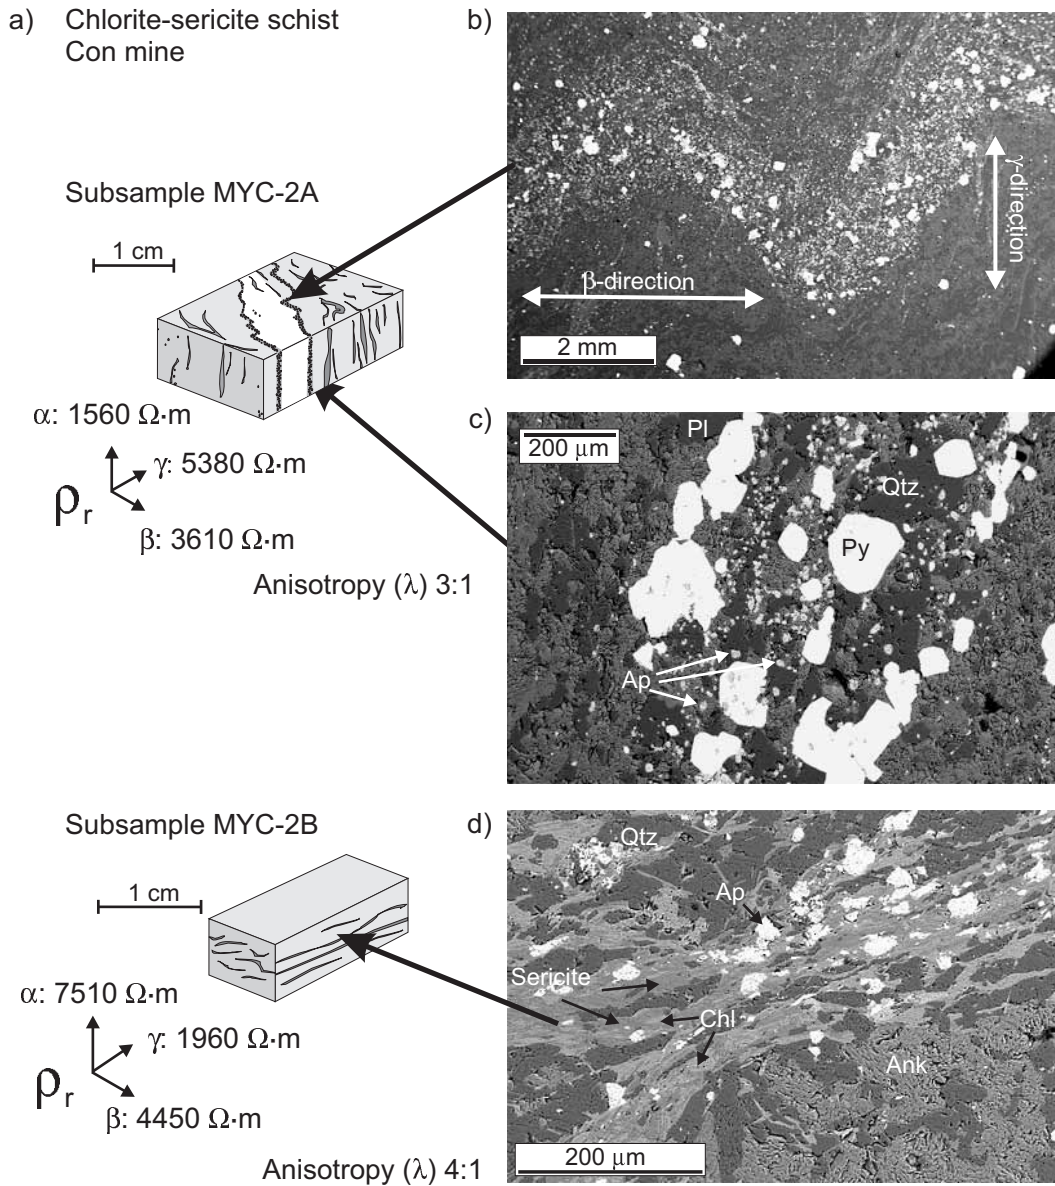 a) Chlorite-sericite schist
Con mine
Subsample MYC-2A
1 cm
α: 1560 Ω·m
γ: 5380 Ω·m
ρr
β: 3610 Ω·m
Anisotropy (λ) 3:1
b)
γ-direction
β-direction
2 mm
c)
200 μm
Pl
Qtz
Py
Ap
Subsample MYC-2B
1 cm
α: 7510 Ω·m
γ: 1960 Ω·m
ρr
β: 4450 Ω·m
Anisotropy (λ) 4:1
d)
Qtz
Ap
Sericite
Chl
Ank
200 μm